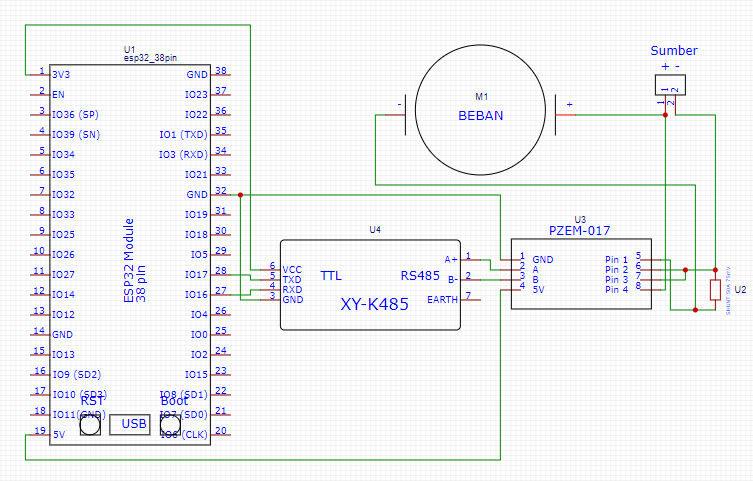 U1
esp32_38pin
1 3V3 GND 38
2 EN IO23 37
3 IO36 (SP) IO22 36
4 IO39 (SN) IO1 (TXD) 35
5 IO34 IO3 (RXD) 34
6 IO35 IO21 33
7 IO32 GND 32
8 IO33 IO19 31
9 IO25 IO18 30
10 IO26 IO5 29
11 IO27 IO17 28
12 IO14 IO16 27
13 IO12 IO4 26
14 GND IO0 25
15 IO13 IO2 24
16 IO9 (SD2) IO15 23
17 IO10 (SD3) IO8 (SD1) 22
18 IO11(GND) IO7 (SD0) 21
19 5V IO6 (CLK) 20
ESP32 Module
38 pin
RST
Boot
USB
- M1 +
BEBAN
Sumber
+ -
1 2
1 2
U4
6 VCC
5 TXD
4 RXD
3 GND
TTL RS485
XY-K485
A+ 1
B- 2
EARTH 7
U3
PZEM-017
1 GND Pin 1 5
2 A Pin 2 6
3 B Pin 3 7
4 5V Pin 4 8
U2